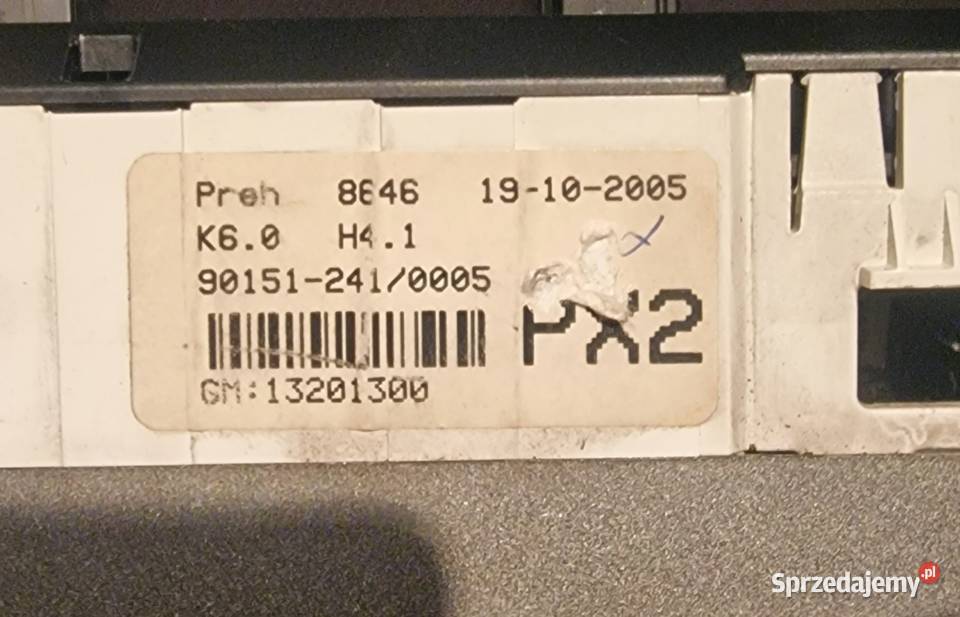 Preh 8646 19-10-2005
K6.0 H4.1
90151-241/0005
PX2
GM:13201300
Sprzedajemy.pl